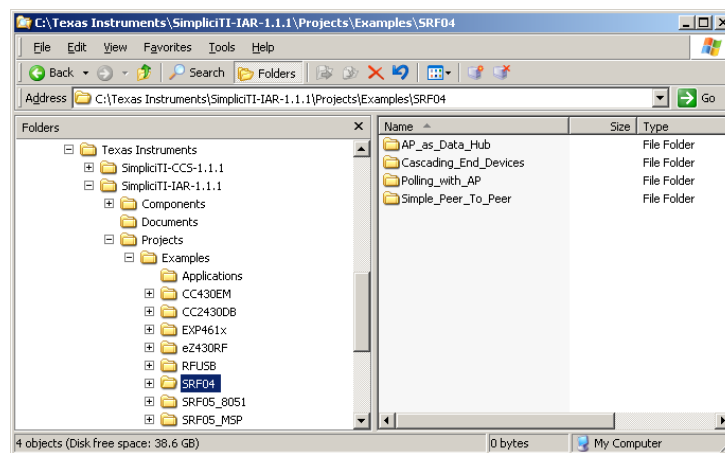 C:\Texas Instruments\SimpliciTI-IAR-1.1.1\Projects\Examples\SRF04
File Edit View Favorites Tools Help
Back Search Folders
Address C:\Texas Instruments\SimpliciTI-IAR-1.1.1\Projects\Examples\SRF04 Go
Folders Name Size Type
Texas Instruments AP_as_Data_Hub File Folder
SimpliciTI-CCS-1.1.1 Cascading_End_Devices File Folder
SimpliciTI-IAR-1.1.1 Polling_with_AP File Folder
Components Simple_Peer_To_Peer File Folder
Documents
Projects
Examples
Applications
CC430EM
CC2430DB
EXP461x
eZ430RF
RFUSB
SRF04
SRF05_8051
SRF05_MSP
4 objects (Disk free space: 38.6 GB) 0 bytes My Computer